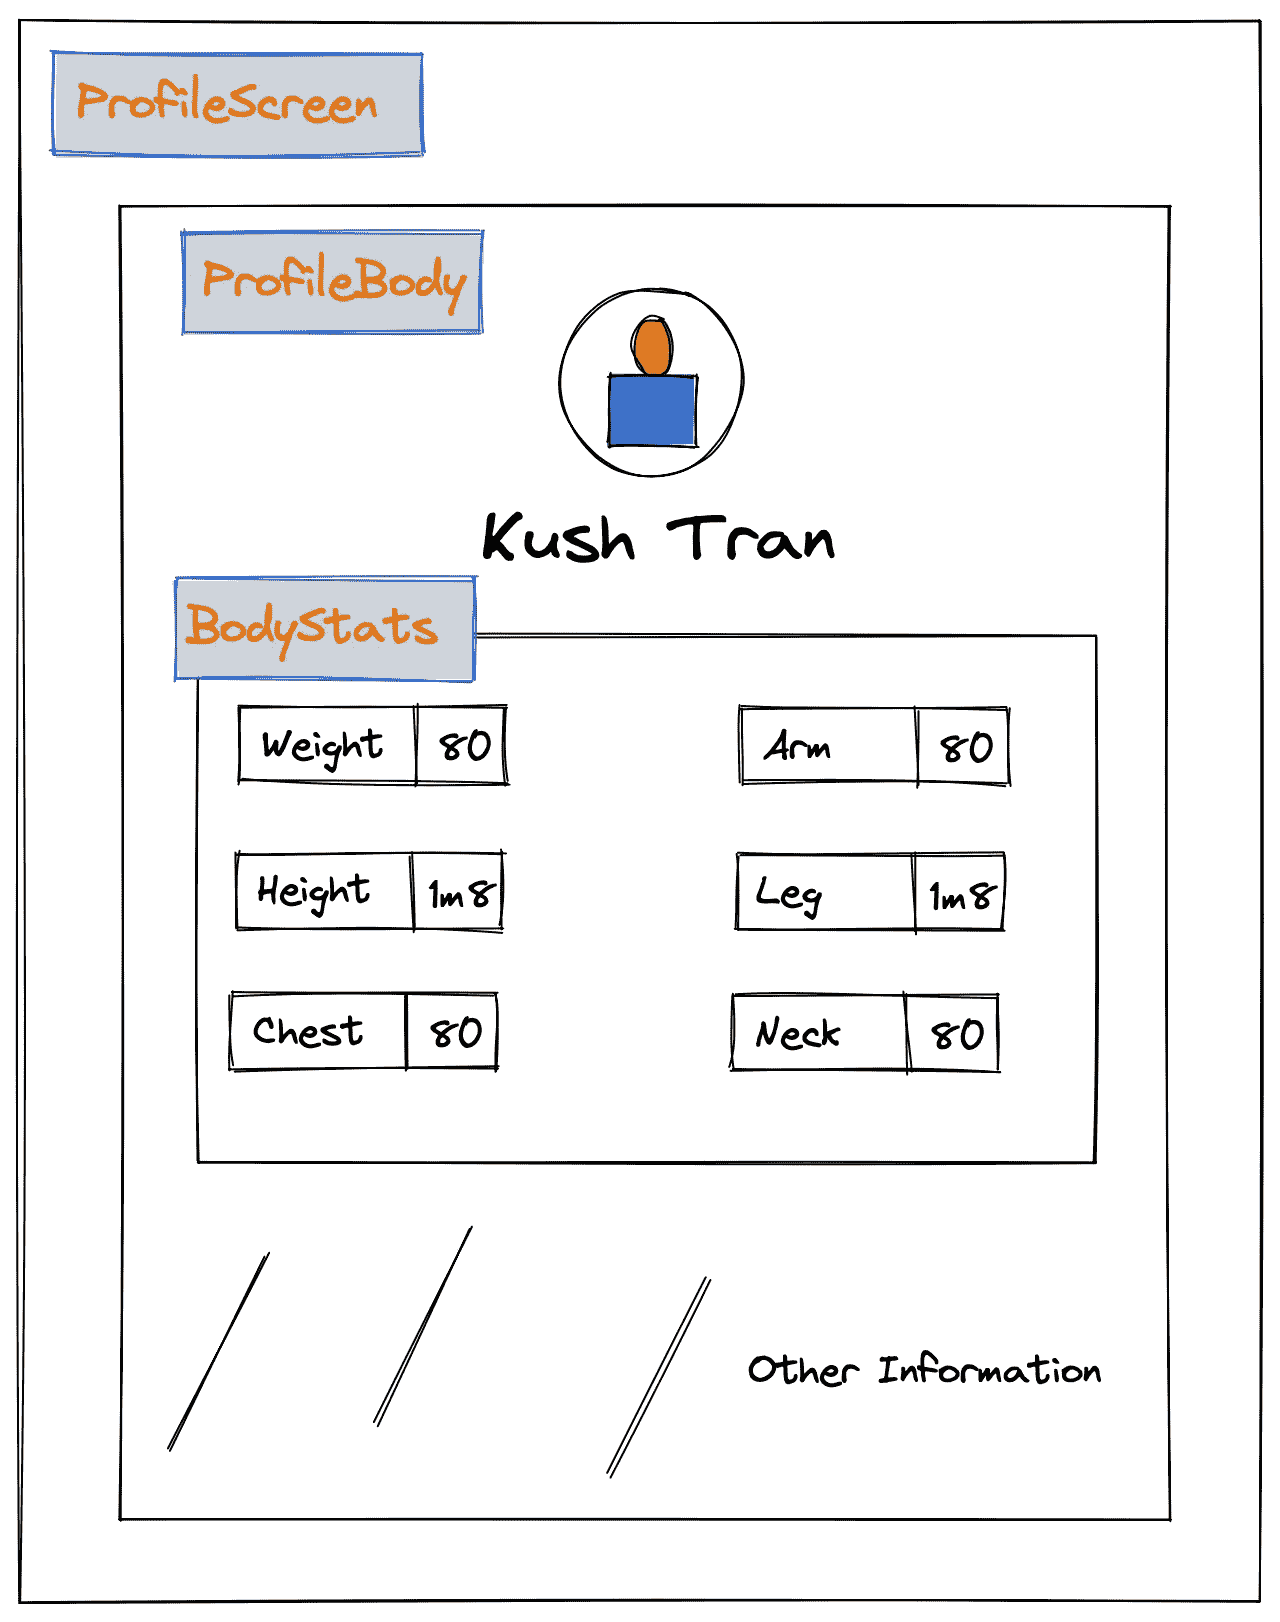 ProfileScreen
ProfileBody
Kush Tran
BodyStats
Weight 80
Arm 80
Height 1m8
Leg 1m8
Chest 80
Neck 80
Other Information